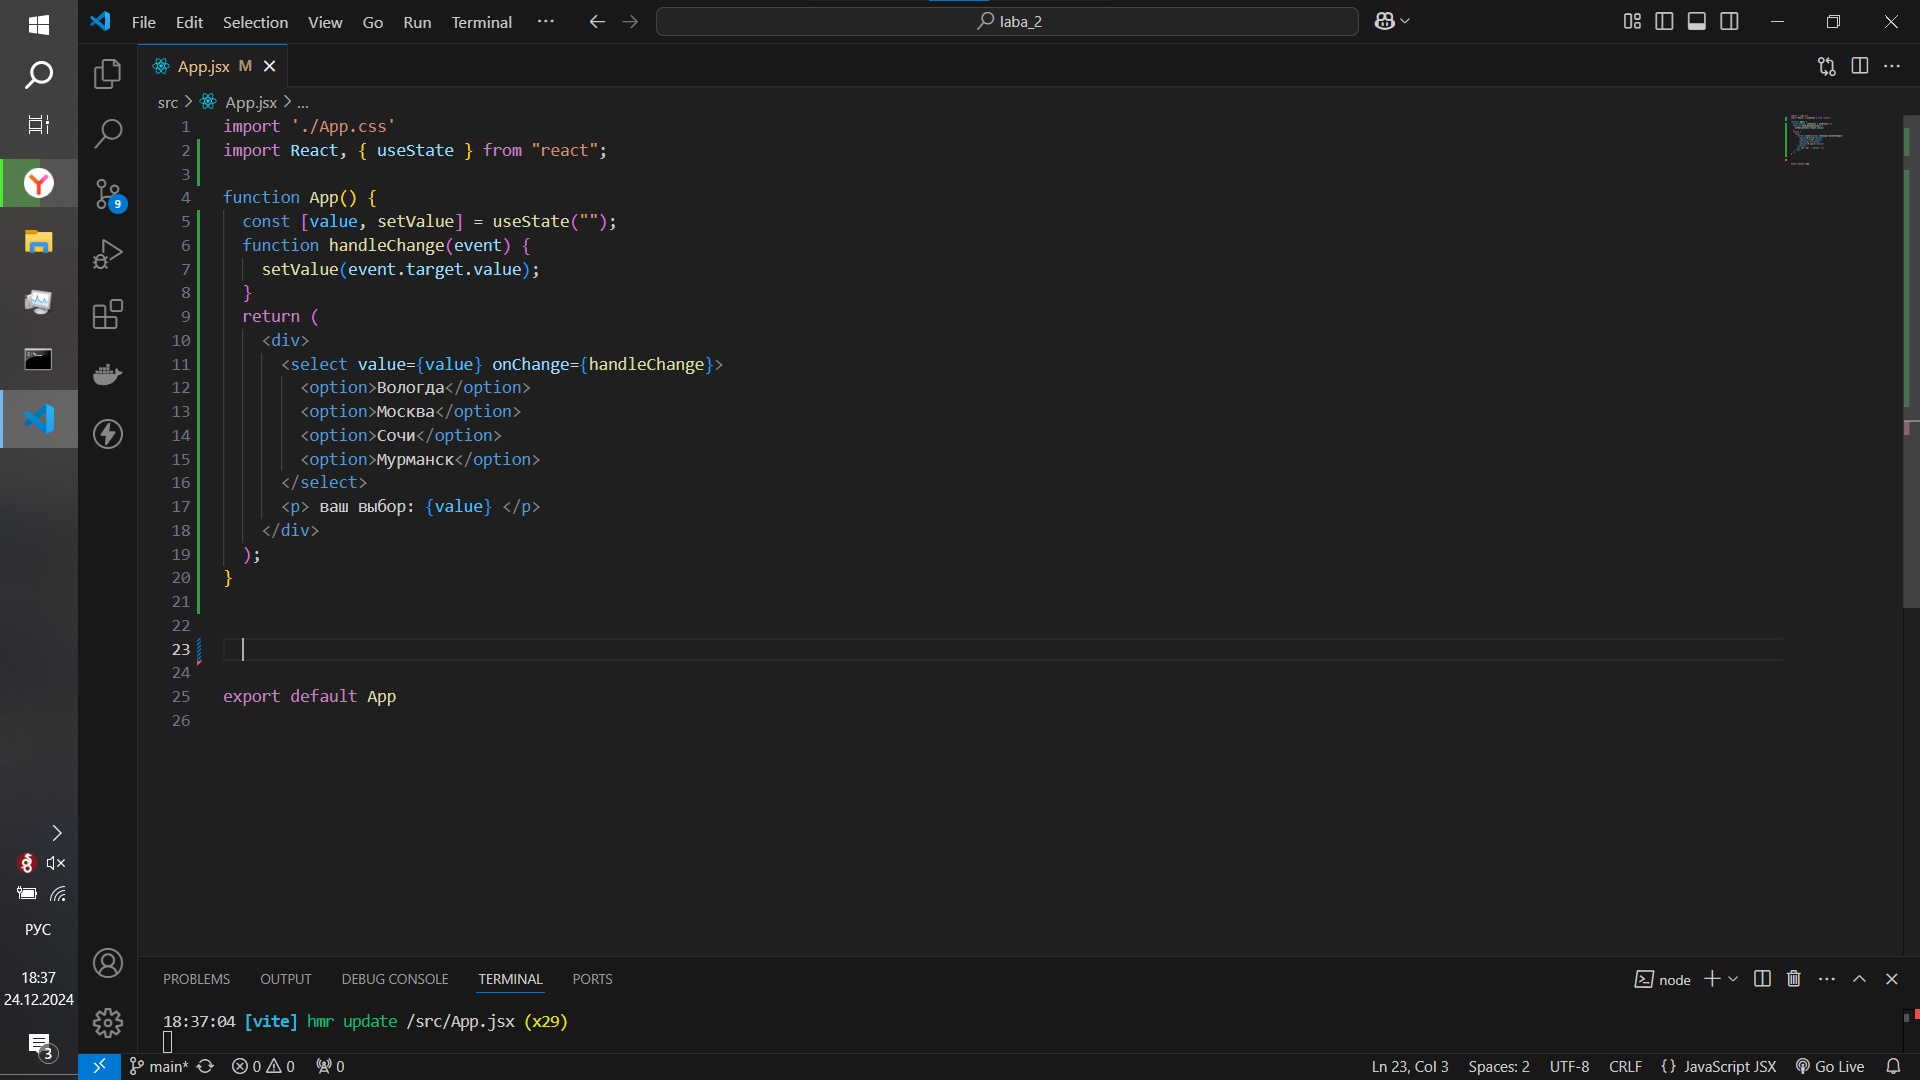 File Edit Selection View Go Run Terminal ··· laba_2
App.jsx M
src > App.jsx > ...
1 import './App.css'
2 import React, { useState } from "react";
3
4 function App() {
5 const [value, setValue] = useState("");
6 function handleChange(event) {
7 setValue(event.target.value);
8 }
9 return (
10 <div>
11 <select value={value} onChange={handleChange}>
12 <option>Вологда</option>
13 <option>Москва</option>
14 <option>Сочи</option>
15 <option>Мурманск</option>
16 </select>
17 <p> ваш выбор: {value} </p>
18 </div>
19 );
20 }
21
22
23
24
25 export default App
26
9
РУС
18:37
24.12.2024
3
PROBLEMS OUTPUT DEBUG CONSOLE TERMINAL PORTS node
18:37:04 [vite] hmr update /src/App.jsx (x29)
main* 0 0 0 Ln 23, Col 3 Spaces: 2 UTF-8 CRLF {} JavaScript JSX Go Live